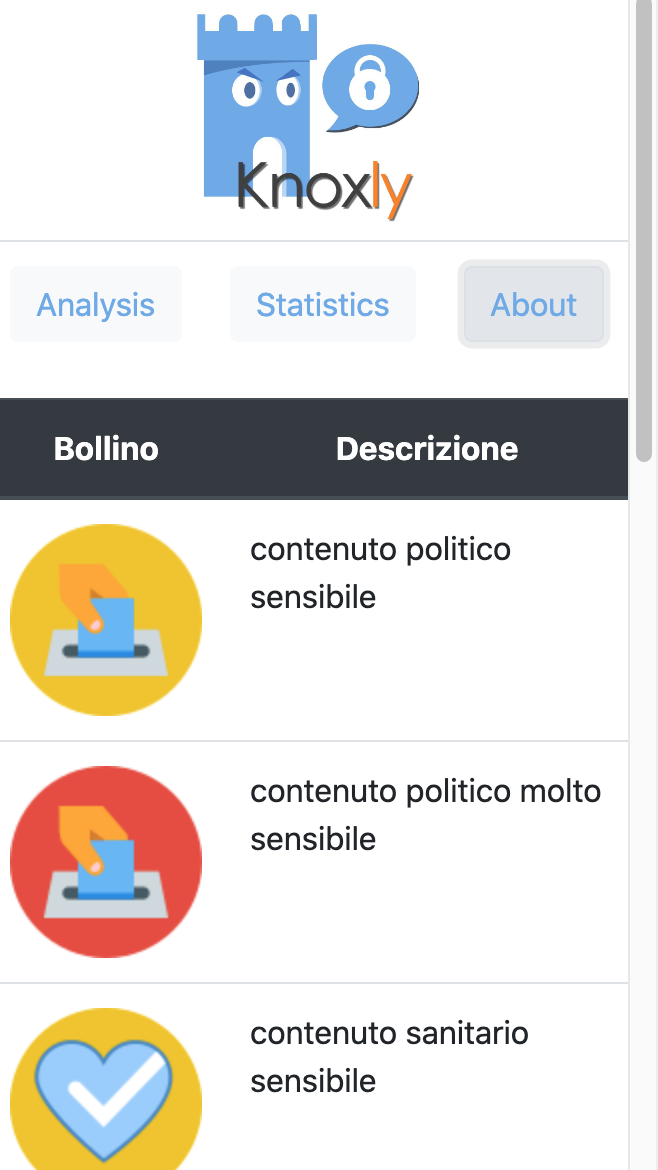 Knoxly
Analysis Statistics About
Bollino Descrizione
contenuto politico
sensibile
contenuto politico molto
sensibile
contenuto sanitario
sensibile